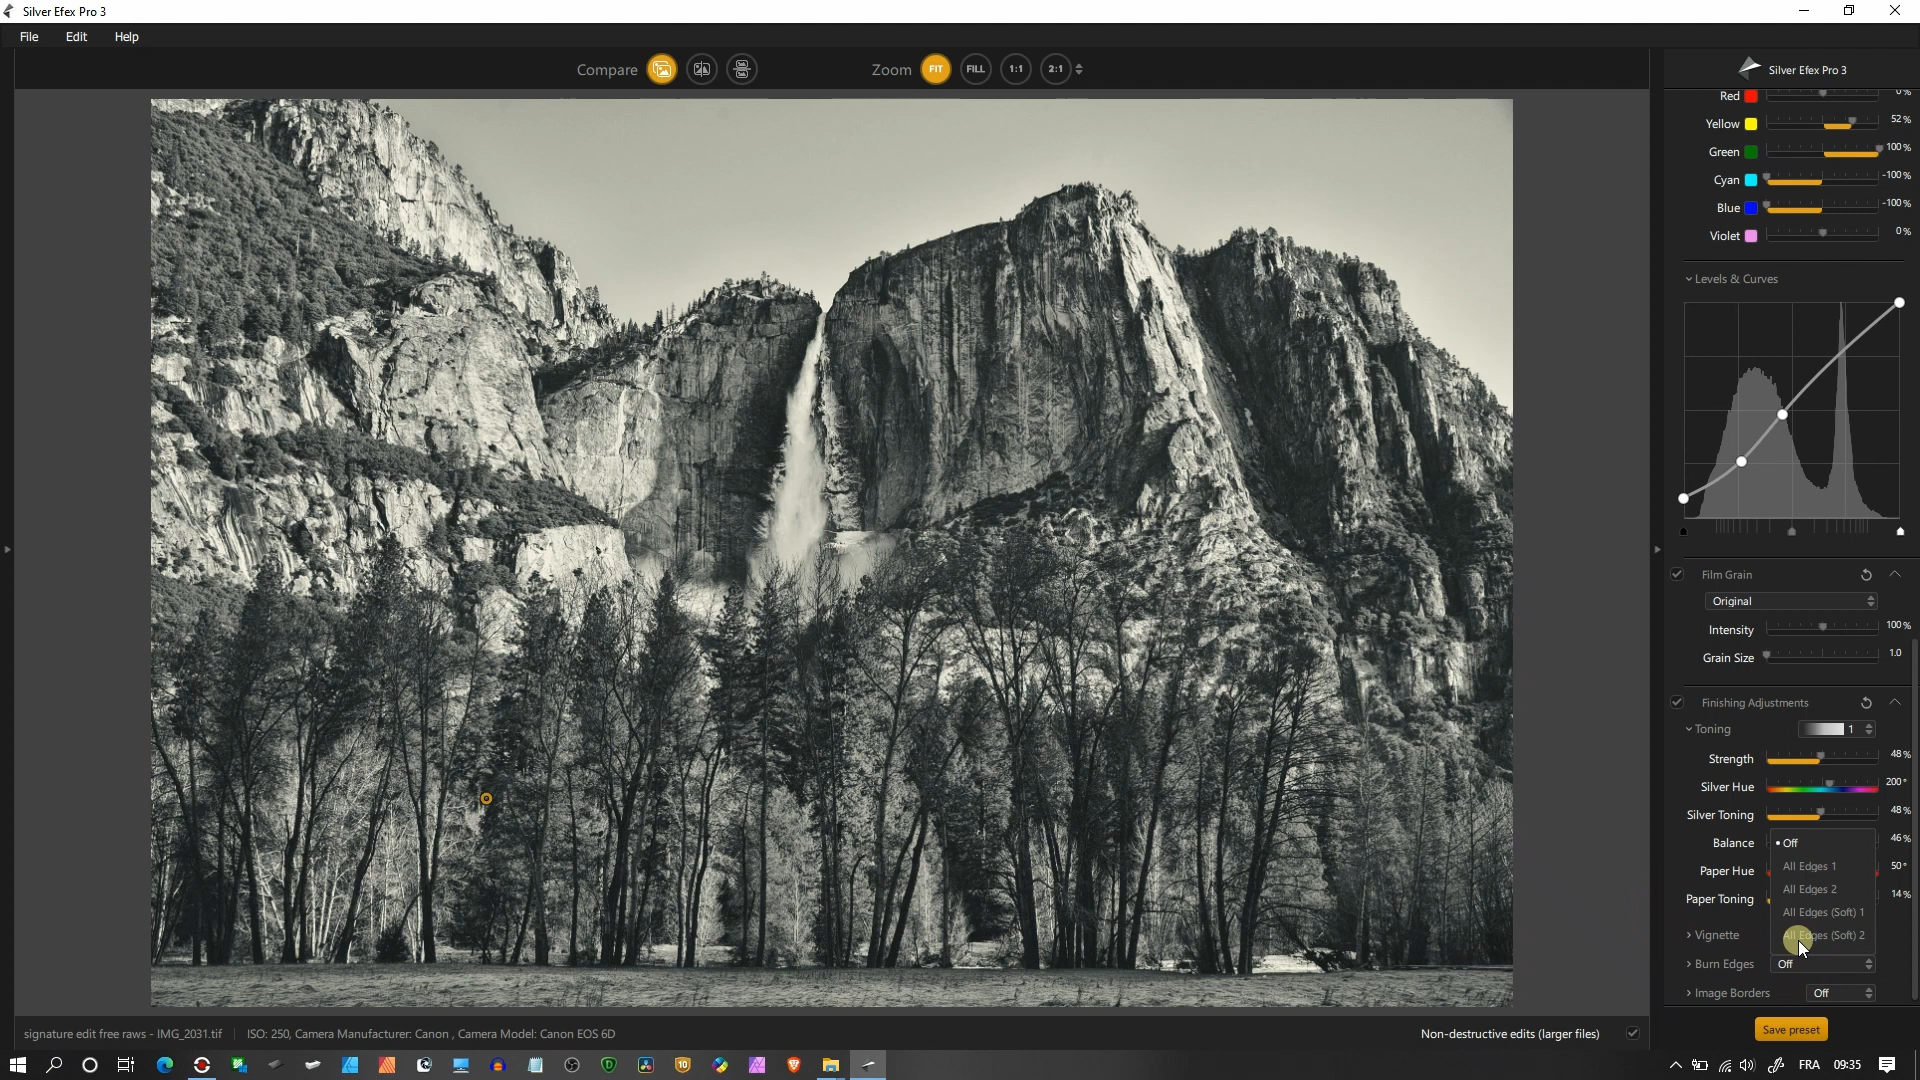 Silver Efex Pro 3
File Edit Help
Compare
Zoom FIT FILL 1:1 2:1
Silver Efex Pro 3
Red 0%
Yellow 52%
Green 100%
Cyan -100%
Blue -100%
Violet 0%
Levels & Curves
Film Grain
Original
Intensity 100%
Grain Size 1.0
Finishing Adjustments
Toning 1
Strength 48%
Silver Hue 200°
Silver Toning 48%
Balance Off 46%
All Edges 1
Paper Hue 50°
All Edges 2
Paper Toning 14%
All Edges (Soft) 1
Vignette All Edges (Soft) 2
Burn Edges Off
Image Borders Off
Save preset
signature edit free raws - IMG_2031.tif ISO: 250, Camera Manufacturer: Canon , Camera Model: Canon EOS 6D Non-destructive edits (larger files)
FRA 09:35